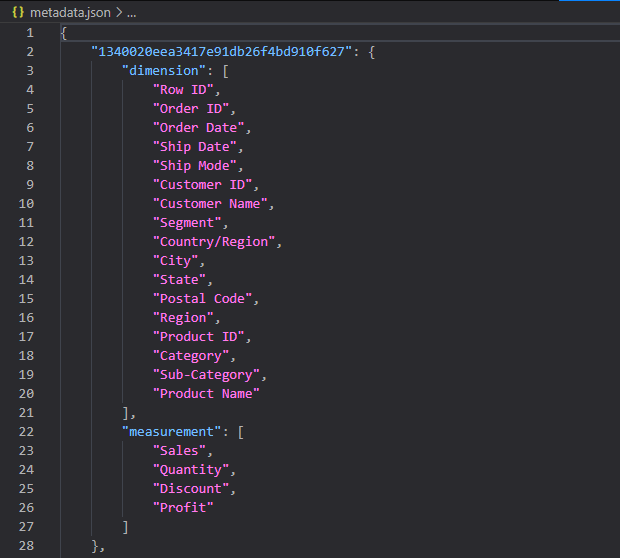 {} metadata.json > ...
1 {
2     "1340020eea3417e91db26f4bd910f627": {
3         "dimension": [
4             "Row ID",
5             "Order ID",
6             "Order Date",
7             "Ship Date",
8             "Ship Mode",
9             "Customer ID",
10             "Customer Name",
11             "Segment",
12             "Country/Region",
13             "City",
14             "State",
15             "Postal Code",
16             "Region",
17             "Product ID",
18             "Category",
19             "Sub-Category",
20             "Product Name"
21         ],
22         "measurement": [
23             "Sales",
24             "Quantity",
25             "Discount",
26             "Profit"
27         ]
28     },